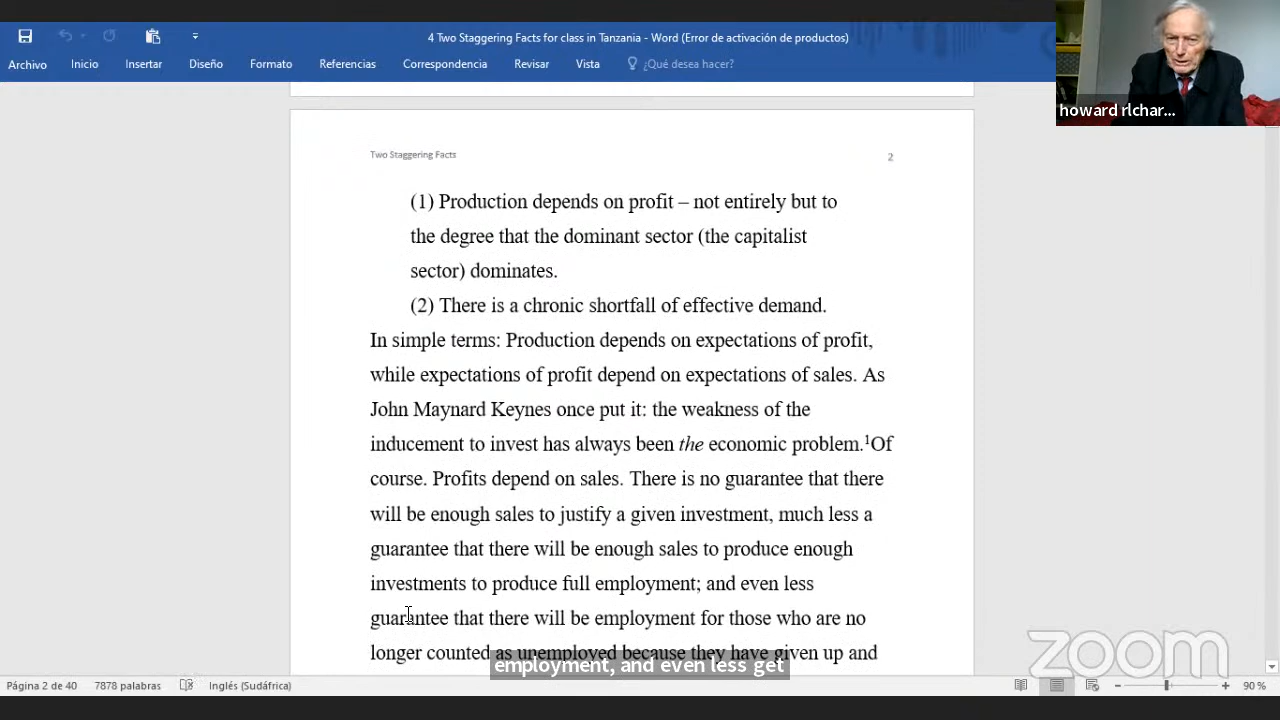 4 Two Staggering Facts for class in Tanzania - Word (Error de activación de productos)
Archivo Inicio Insertar Diseño Formato Referencias Correspondencia Revisar Vista ¿Qué desea hacer?
howard rlchar...
Two Staggering Facts 2
(1) Production depends on profit – not entirely but to
the degree that the dominant sector (the capitalist
sector) dominates.
(2) There is a chronic shortfall of effective demand.
In simple terms: Production depends on expectations of profit,
while expectations of profit depend on expectations of sales. As
John Maynard Keynes once put it: the weakness of the
inducement to invest has always been the economic problem.¹Of
course. Profits depend on sales. There is no guarantee that there
will be enough sales to justify a given investment, much less a
guarantee that there will be enough sales to produce enough
investments to produce full employment; and even less
guarantee that there will be employment for those who are no
longer counted as unemployed because they have given up and
employment, and even less get
zoom
Página 2 de 40 7878 palabras Inglés (Sudáfrica) 90 %